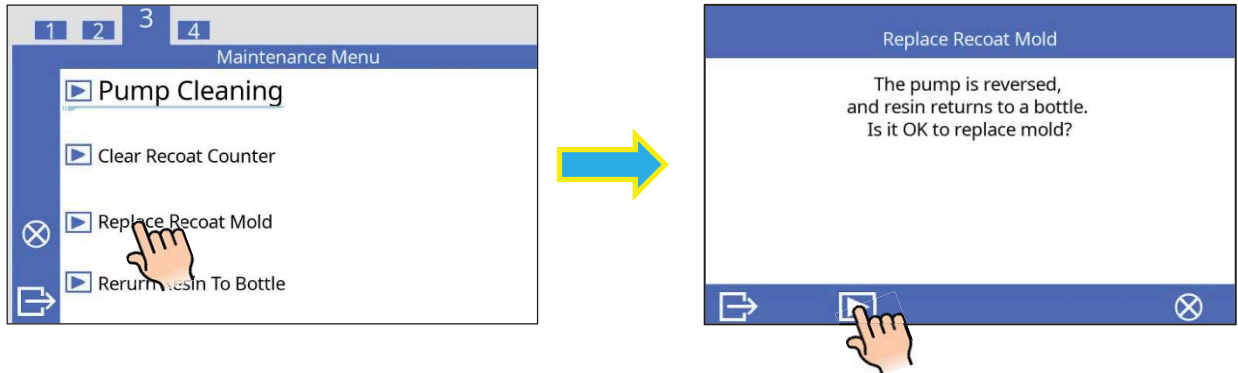 1 2 3 4
Maintenance Menu
Pump Cleaning
Clear Recoat Counter
Replace Recoat Mold
Rerurn Resin To Bottle
Replace Recoat Mold
The pump is reversed,
and resin returns to a bottle.
Is it OK to replace mold?